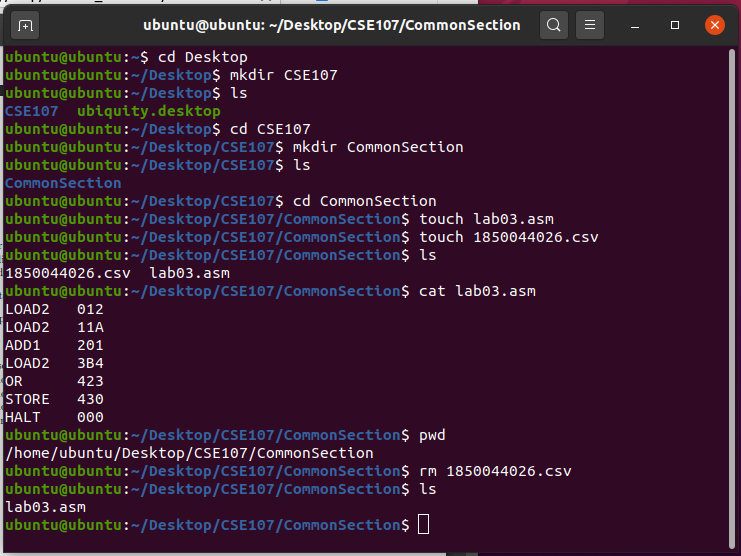 ubuntu@ubuntu: ~/Desktop/CSE107/CommonSection
ubuntu@ubuntu:~$ cd Desktop
ubuntu@ubuntu:~/Desktop$ mkdir CSE107
ubuntu@ubuntu:~/Desktop$ ls
CSE107  ubiquity.desktop
ubuntu@ubuntu:~/Desktop$ cd CSE107
ubuntu@ubuntu:~/Desktop/CSE107$ mkdir CommonSection
ubuntu@ubuntu:~/Desktop/CSE107$ ls
CommonSection
ubuntu@ubuntu:~/Desktop/CSE107$ cd CommonSection
ubuntu@ubuntu:~/Desktop/CSE107/CommonSection$ touch lab03.asm
ubuntu@ubuntu:~/Desktop/CSE107/CommonSection$ touch 1850044026.csv
ubuntu@ubuntu:~/Desktop/CSE107/CommonSection$ ls
1850044026.csv  lab03.asm
ubuntu@ubuntu:~/Desktop/CSE107/CommonSection$ cat lab03.asm
LOAD2   012
LOAD2   11A
ADD1    201
LOAD2   3B4
OR      423
STORE   430
HALT    000
ubuntu@ubuntu:~/Desktop/CSE107/CommonSection$ pwd
/home/ubuntu/Desktop/CSE107/CommonSection
ubuntu@ubuntu:~/Desktop/CSE107/CommonSection$ rm 1850044026.csv
ubuntu@ubuntu:~/Desktop/CSE107/CommonSection$ ls
lab03.asm
ubuntu@ubuntu:~/Desktop/CSE107/CommonSection$